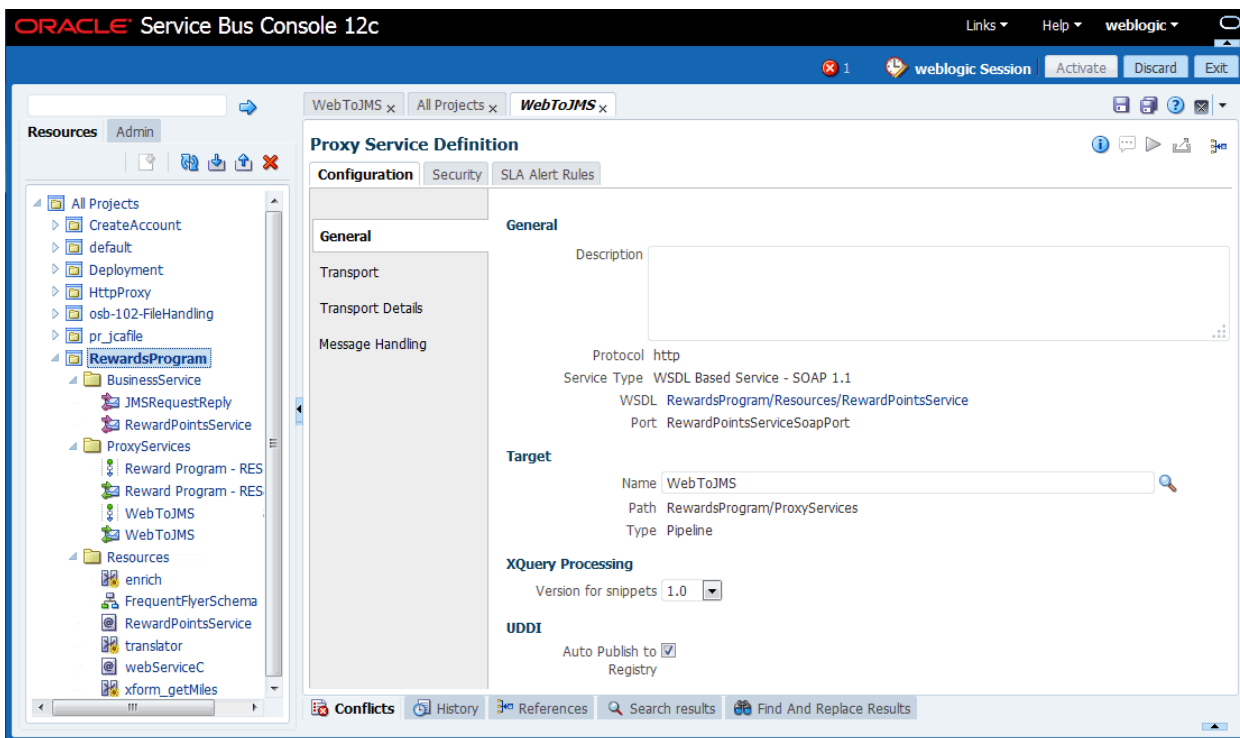 ORACLE Service Bus Console 12c
Links Help weblogic
1 weblogic Session Activate Discard Exit
Resources Admin
All Projects
CreateAccount
default
Deployment
HttpProxy
osb-102-FileHandling
pr_jcafile
RewardsProgram
BusinessService
JMSRequestReply
RewardPointsService
ProxyServices
Reward Program - RES
Reward Program - RES
WebToJMS
WebToJMS
Resources
enrich
FrequentFlyerSchema
RewardPointsService
translator
webServiceC
xform_getMiles
WebToJMS x All Projects x WebToJMS x
Proxy Service Definition
Configuration Security SLA Alert Rules
General
Transport
Transport Details
Message Handling
General
Description
Protocol http
Service Type WSDL Based Service - SOAP 1.1
WSDL RewardsProgram/Resources/RewardPointsService
Port RewardPointsServiceSoapPort
Target
Name WebToJMS
Path RewardsProgram/ProxyServices
Type Pipeline
XQuery Processing
Version for snippets 1.0
UDDI
Auto Publish to
Registry
Conflicts History References Search results Find And Replace Results